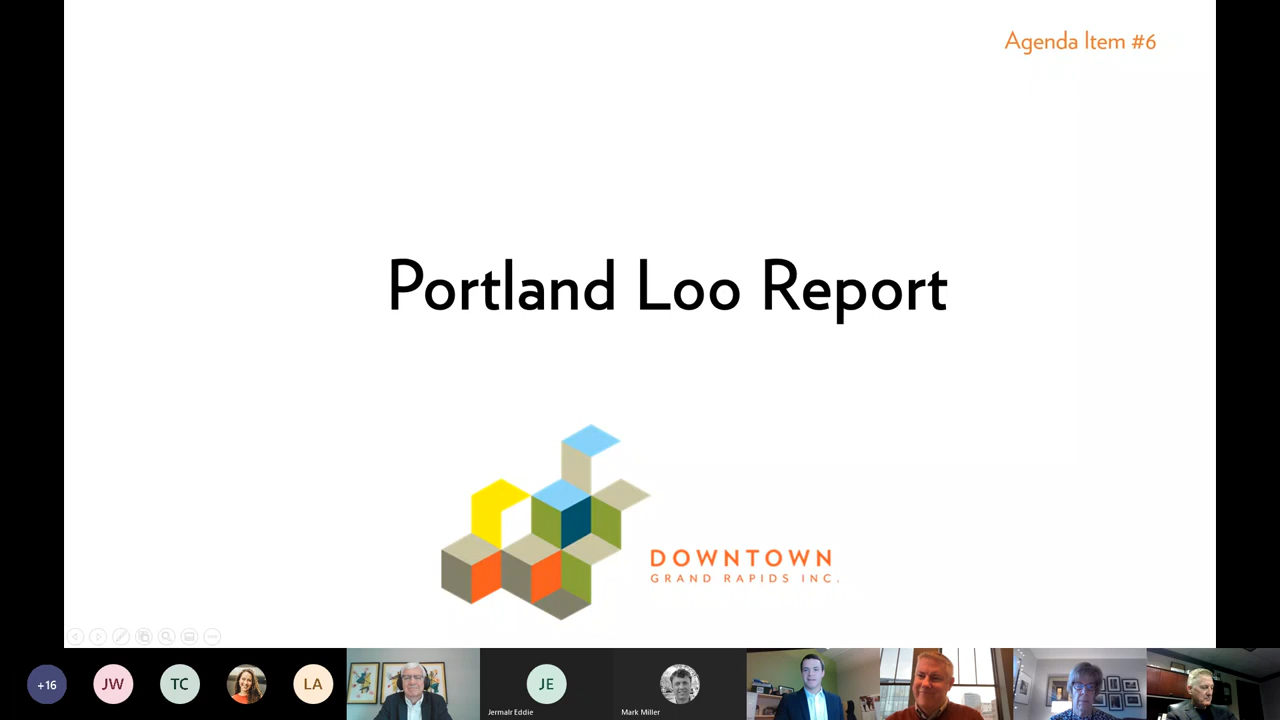 Agenda Item #6
Portland Loo Report
DOWNTOWN
GRAND RAPIDS INC.
+16
JW
TC
LA
JE
Jermalr Eddie
Mark Miller